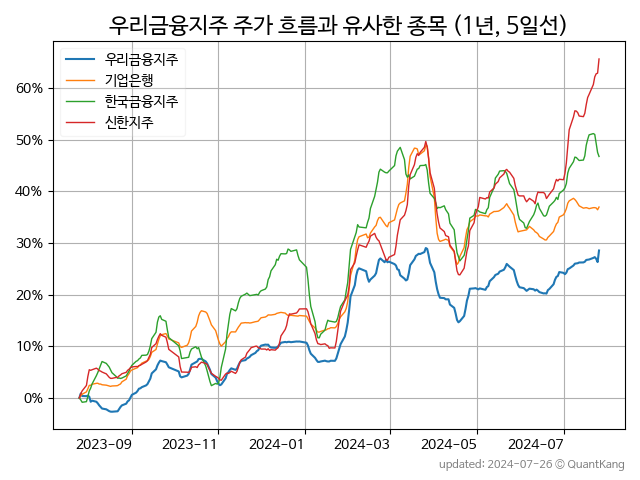 우리금융지주 주가 흐름과 유사한 종목 (1년, 5일선)
우리금융지주
기업은행
한국금융지주
신한지주
60%
50%
40%
30%
20%
10%
0%
2023-09 2023-11 2024-01 2024-03 2024-05 2024-07
updated: 2024-07-26 © QuantKang